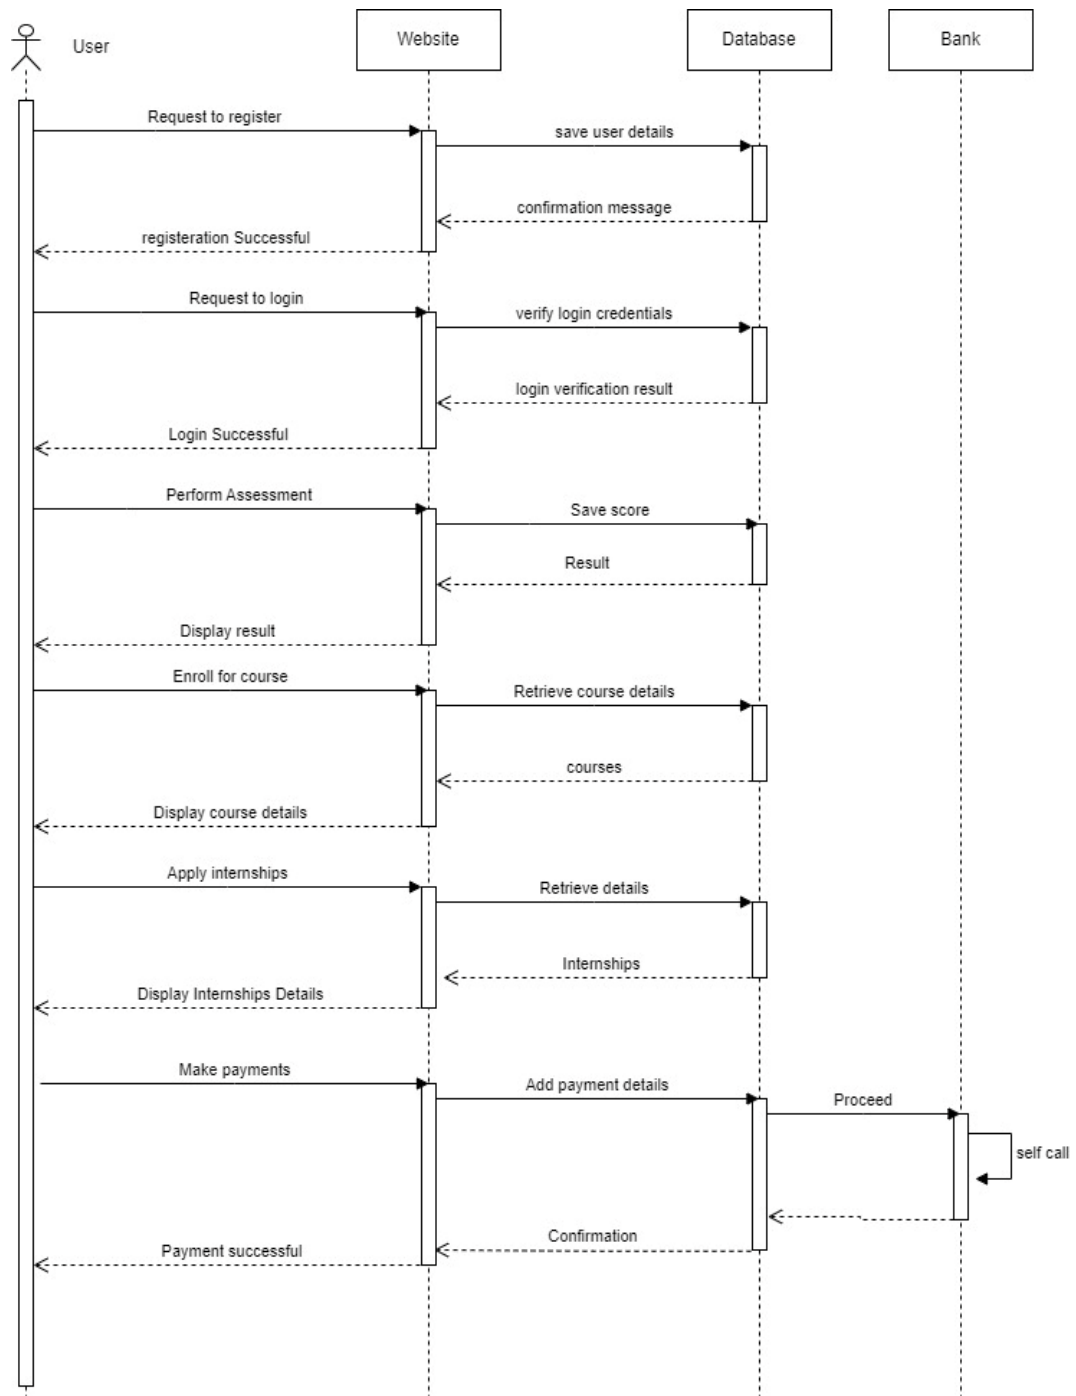 User
Website
Database
Bank
Request to register
save user details
confirmation message
registeration Successful
Request to login
verify login credentials
login verification result
Login Successful
Perform Assessment
Save score
Result
Display result
Enroll for course
Retrieve course details
courses
Display course details
Apply internships
Retrieve details
Internships
Display Internships Details
Make payments
Add payment details
Proceed
self call
Confirmation
Payment successful